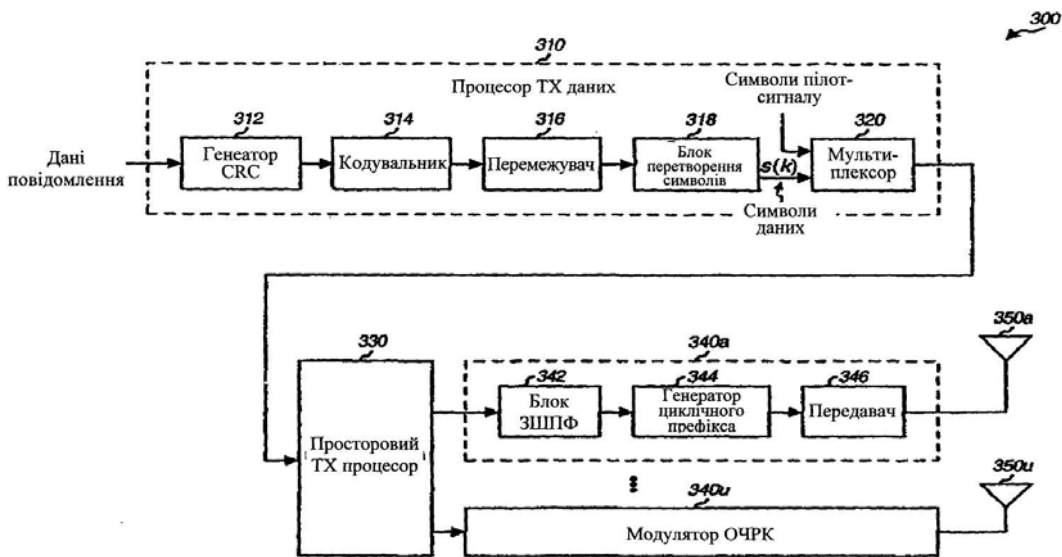 300
310
Процесор ТХ даних
Символи пілот-
сигналу
312
314
316
318
320
Дані
повідомлення
Генеатор
CRC
Кодувальник
Перемежувач
Блок
перетворення
символів
s(k)
Мульти-
плексор
Символи
даних
330
340a
350a
342
344
346
Блок
ЗШПФ
Генератор
циклічного
префікса
Передавач
Просторовий
ТХ процесор
340u
350u
Модулятор ОЧРК